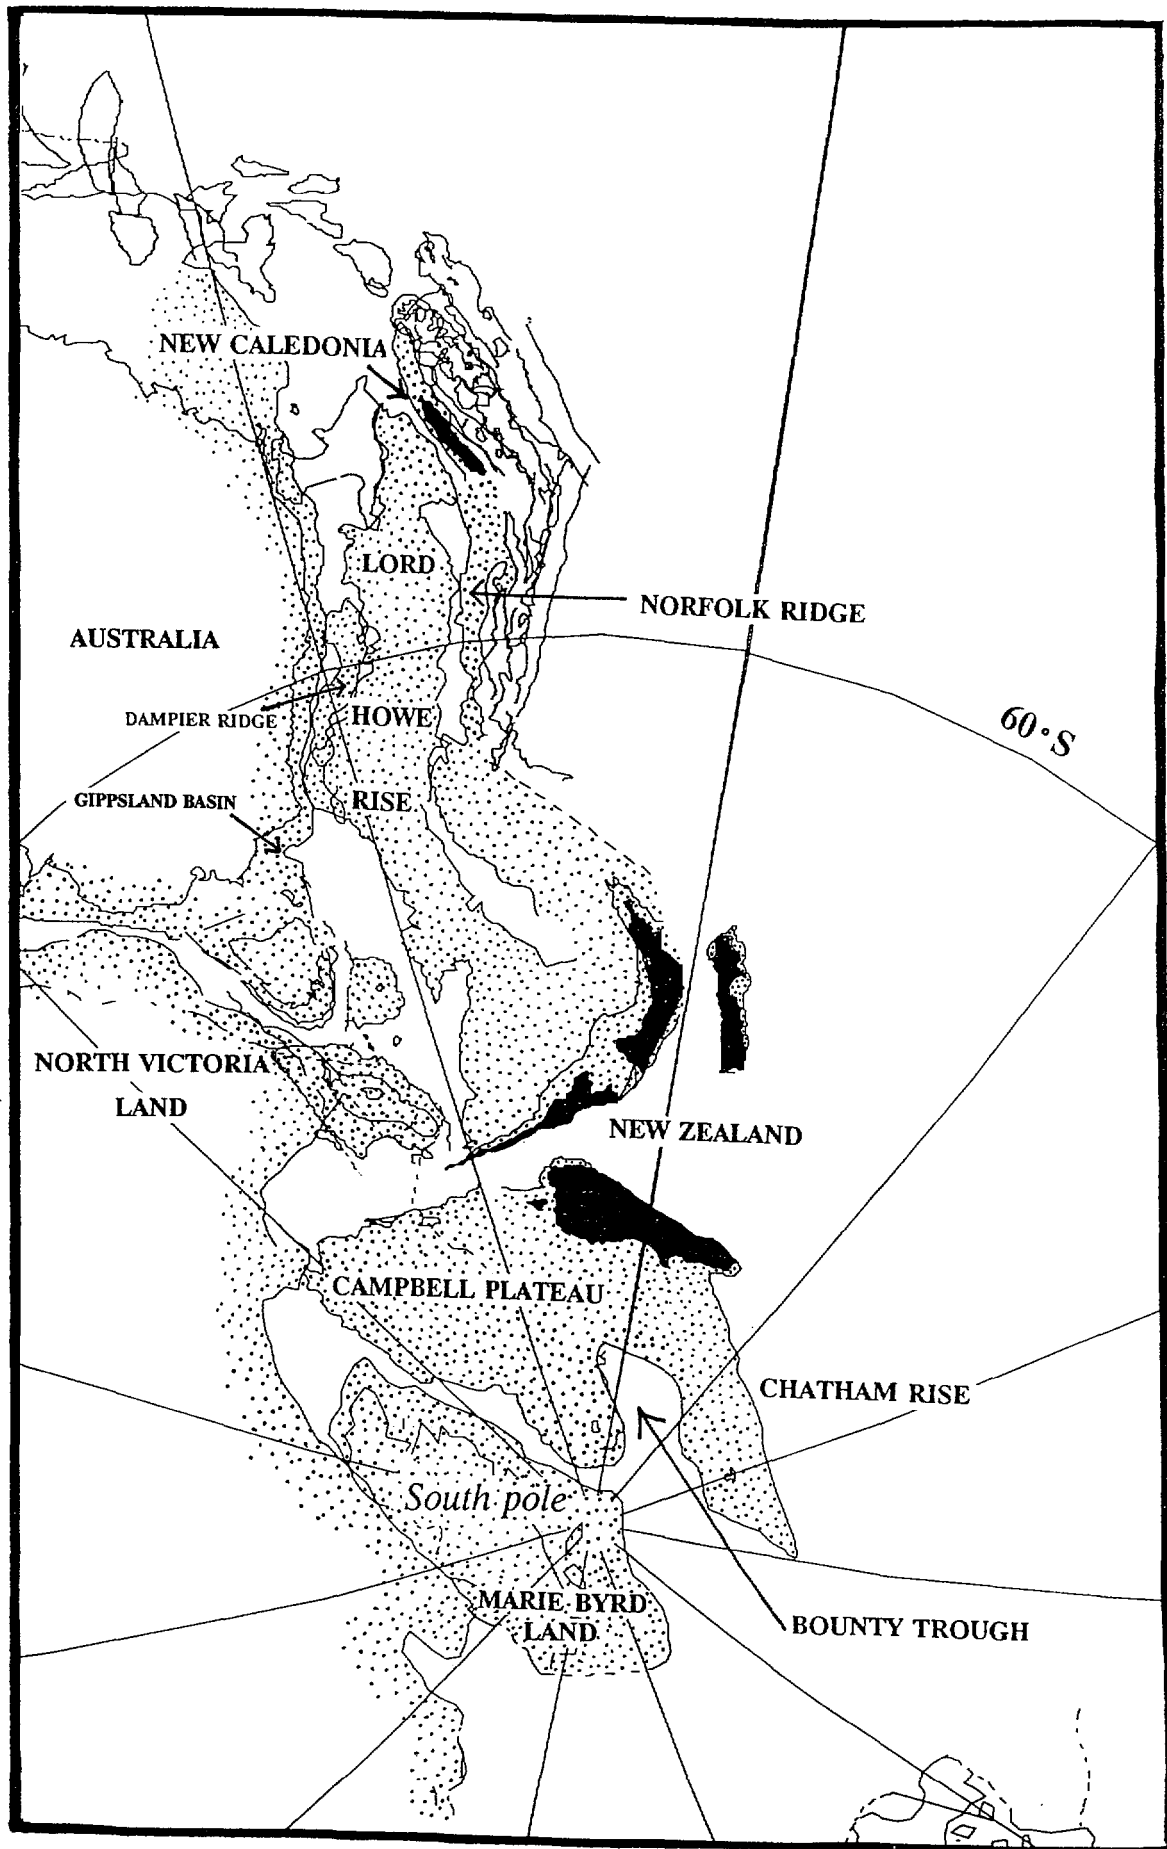 NEW CALEDONIA
LORD
NORFOLK RIDGE
AUSTRALIA
DAMPIER RIDGE
HOWE
60°S
GIPPSLAND BASIN
RISE
NORTH VICTORIA
LAND
NEW ZEALAND
CAMPBELL PLATEAU
CHATHAM RISE
South pole
MARIE BYRD
LAND
BOUNTY TROUGH